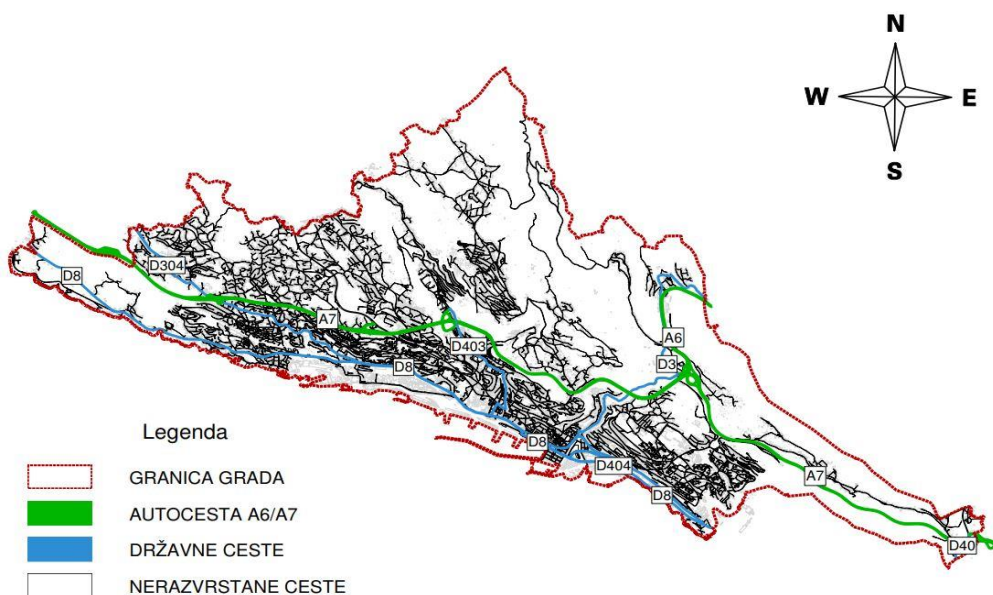 N
W E
S
D8
D304
A7
D403
D8
A6
D3
D8
D404
D8
A7
D40
Legenda
GRANICA GRADA
AUTOCESTA A6/A7
DRŽAVNE CESTE
NERAZVRSTANE CESTE